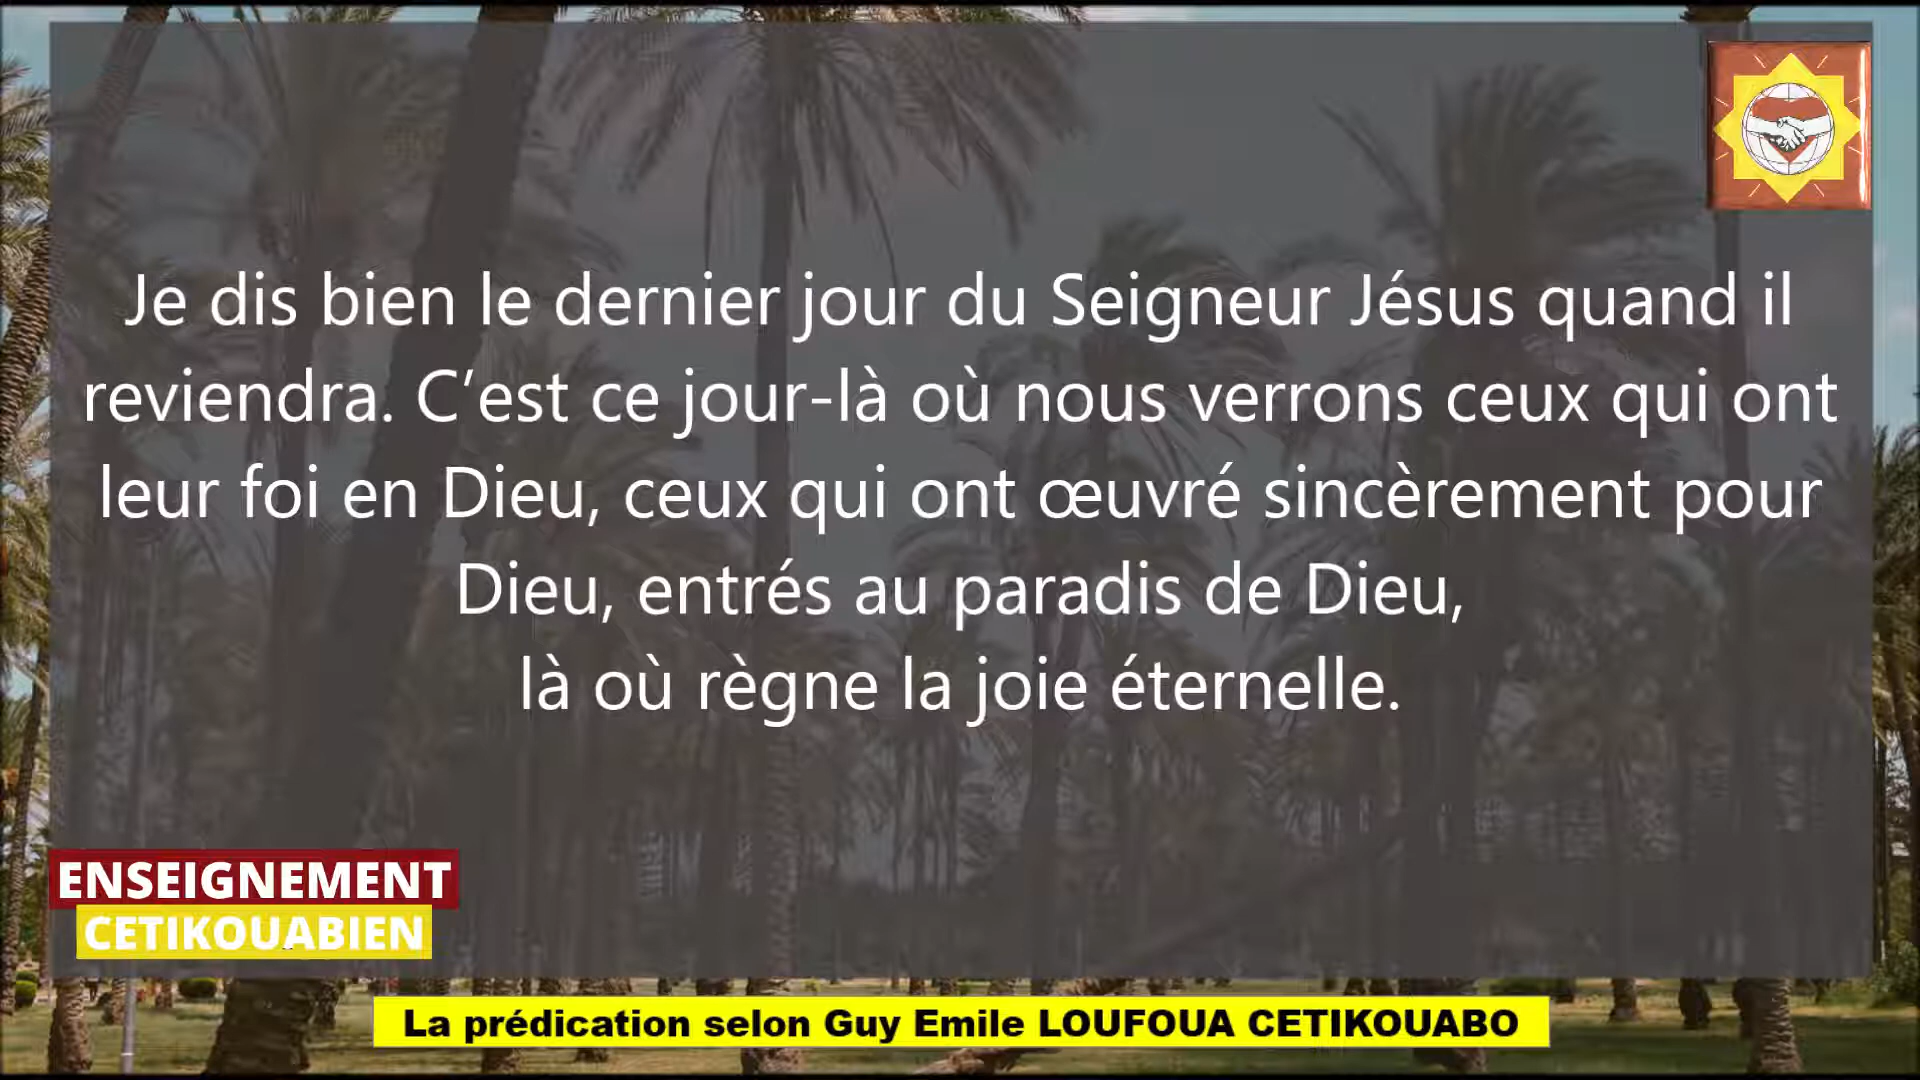 Je dis bien le dernier jour du Seigneur Jésus quand il
reviendra. C’est ce jour-là où nous verrons ceux qui ont
leur foi en Dieu, ceux qui ont œuvré sincèrement pour
Dieu, entrés au paradis de Dieu,
là où règne la joie éternelle.
ENSEIGNEMENT
CETIKOUABIEN
La prédication selon Guy Emile LOUFOUA CETIKOUABO